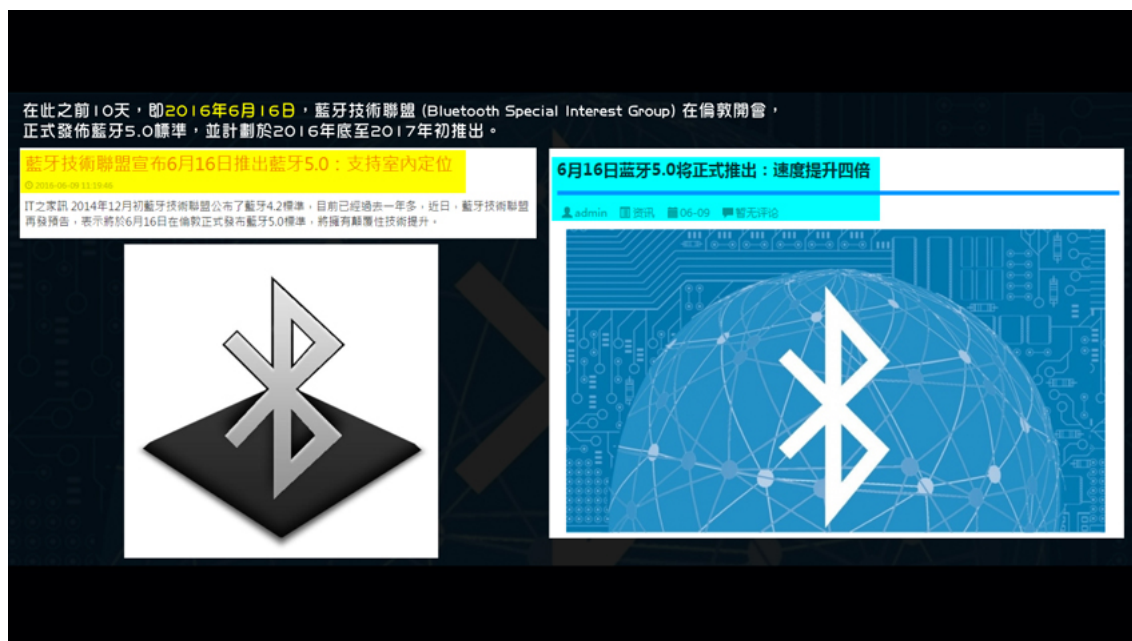 在此之前10天，即2016年6月16日，藍牙技術聯盟 (Bluetooth Special Interest Group) 在倫敦開會，
正式發佈藍牙5.0標準，並計劃於2016年底至2017年初推出。
藍牙技術聯盟宣布6月16日推出藍牙5.0：支持室內定位
2016-06-09 11:19:46
IT之家訊 2014年12月初藍牙技術聯盟公布了藍牙4.2標準，目前已經過去一年多，近日，藍牙技術聯盟
再發預告，表示將於6月16日在倫敦正式發布藍牙5.0標準，將擁有顛覆性技術提升。
6月16日蓝牙5.0将正式推出：速度提升四倍
admin 资讯 06-09 暂无评论